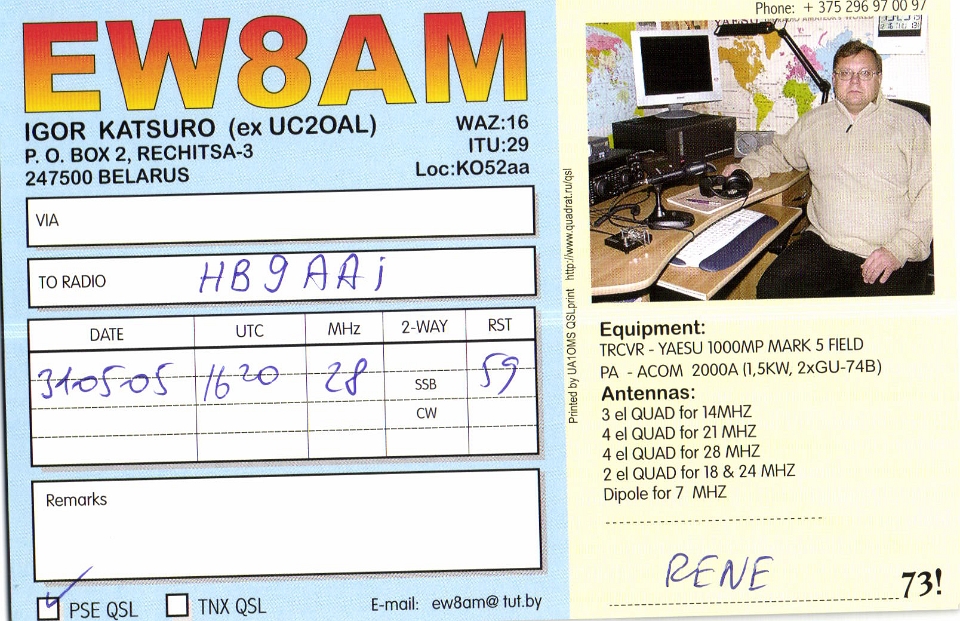 EW8AM
IGOR KATSURO (ex UC2OAL)
P. O. BOX 2, RECHITSA-3
247500 BELARUS
WAZ:16
ITU:29
Loc:KO52aa
VIA
TO RADIO HB9AAj
DATE UTC MHz 2-WAY RST
310505 1620 28 SSB 59
CW
Remarks
PSE QSL TNX QSL E-mail: ew8am@tut.by
Printed by UA1OMS QSLprint http://www.quadrat.ru/qsl
Phone: + 375 296 97 00 97
YAESU
Equipment:
TRCVR - YAESU 1000MP MARK 5 FIELD
PA - ACOM 2000A (1,5KW, 2xGU-74B)
Antennas:
3 el QUAD for 14MHZ
4 el QUAD for 21 MHZ
4 el QUAD for 28 MHZ
2 el QUAD for 18 & 24 MHZ
Dipole for 7 MHZ
RENE
73!